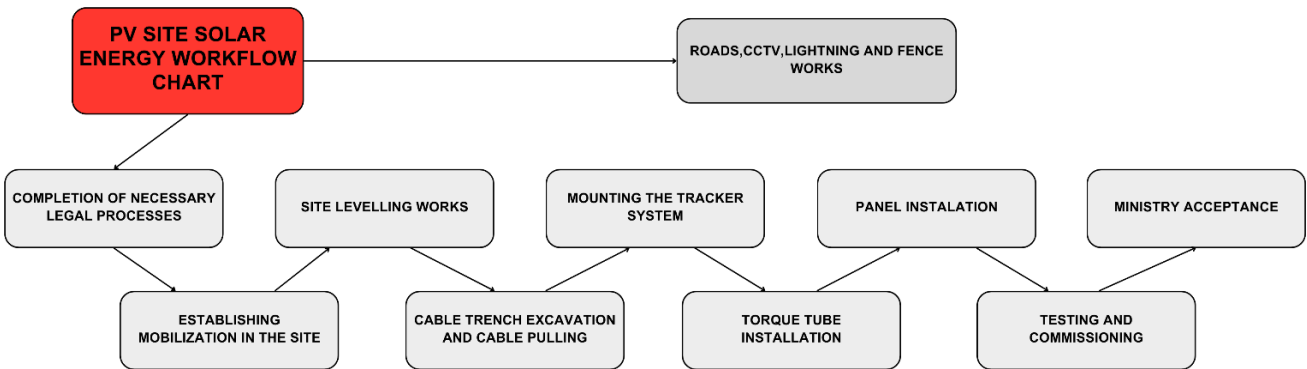 PV SITE SOLAR
ENERGY WORKFLOW
CHART
ROADS,CCTV,LIGHTNING AND FENCE
WORKS
COMPLETION OF NECESSARY
LEGAL PROCESSES
SITE LEVELLING WORKS
MOUNTING THE TRACKER
SYSTEM
PANEL INSTALATION
MINISTRY ACCEPTANCE
ESTABLISHING
MOBILIZATION IN THE SITE
CABLE TRENCH EXCAVATION
AND CABLE PULLING
TORQUE TUBE
INSTALLATION
TESTING AND
COMMISSIONING